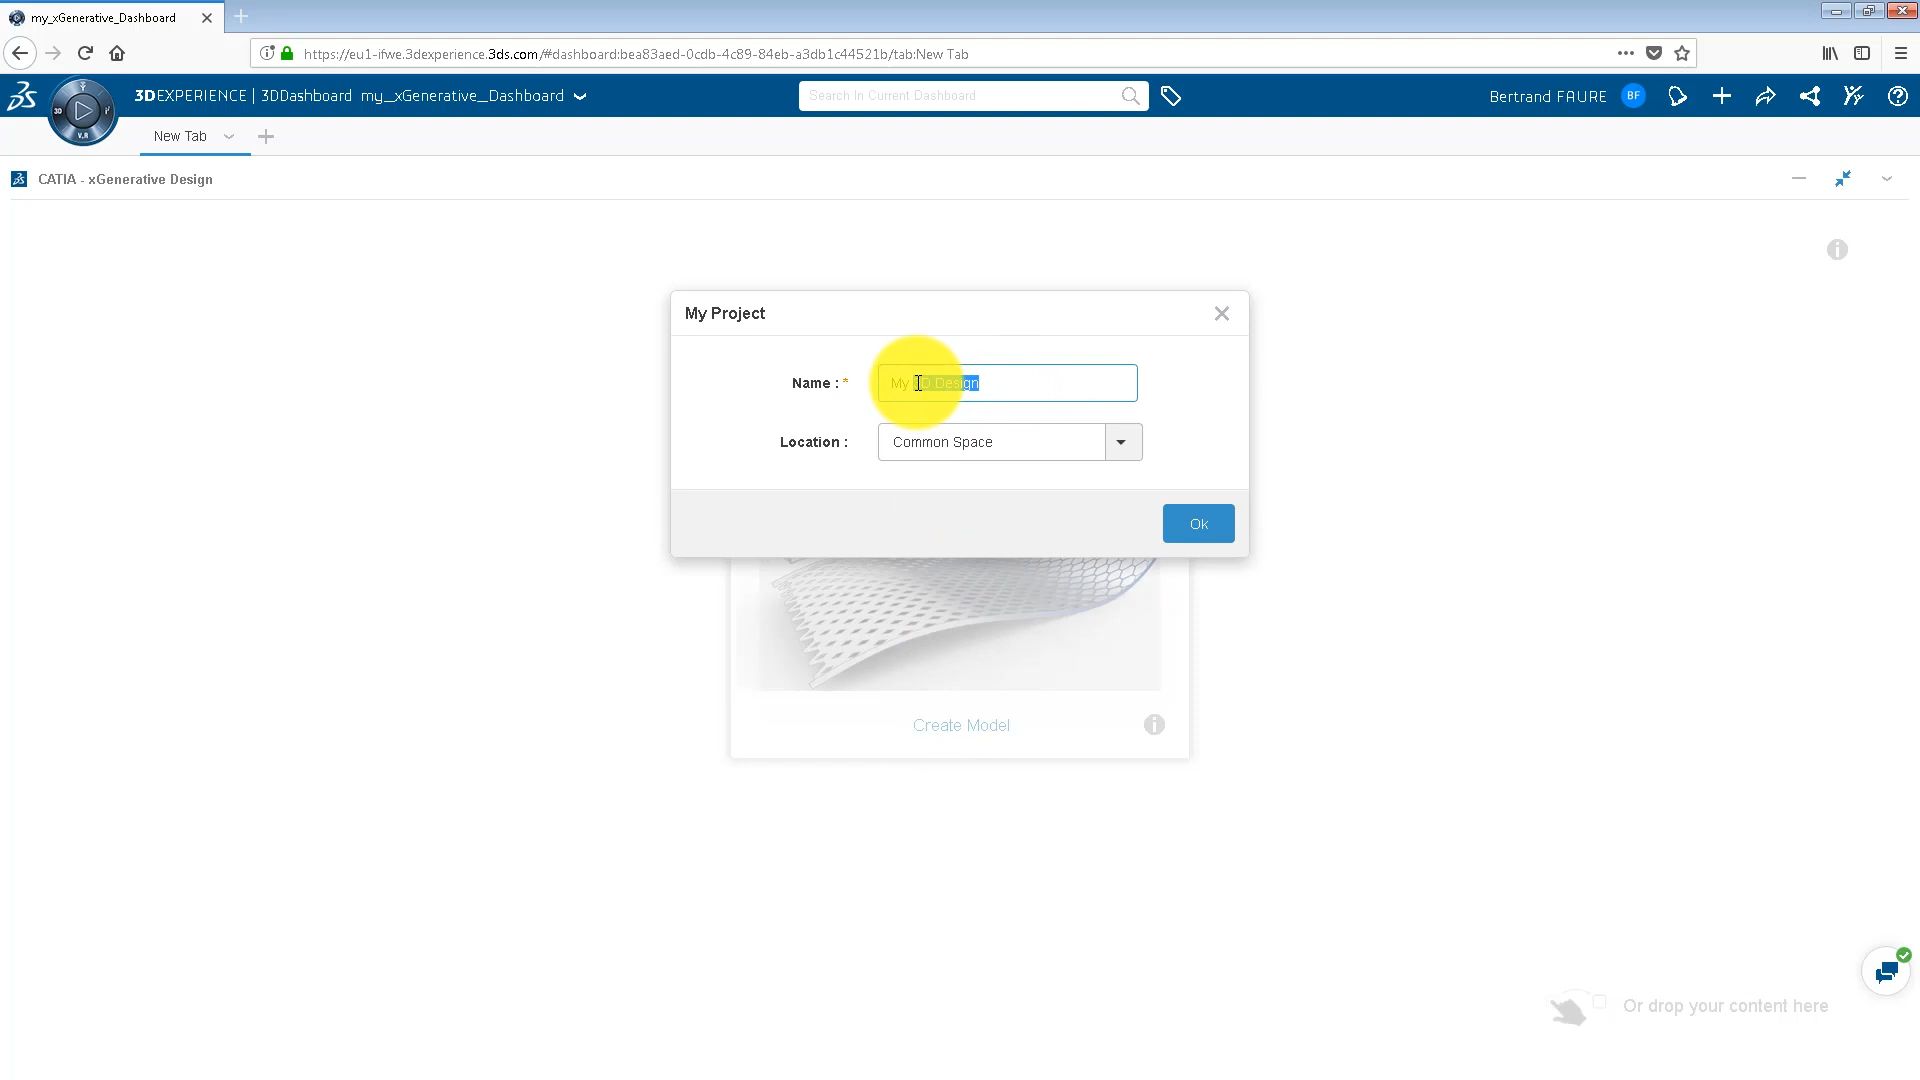 my_xGenerative_Dashboard
https://eu1-ifwe.3dexperience.3ds.com/#dashboard:bea83aed-0cdb-4c89-84eb-a3db1c44521b/tab:New Tab
3DEXPERIENCE | 3DDashboard my_xGenerative_Dashboard
Search In Current Dashboard
Bertrand FAURE BF
3D V.R
New Tab
CATIA - xGenerative Design
My Project
Name : * My 3D Design
Location : Common Space
Ok
Create Model
Or drop your content here